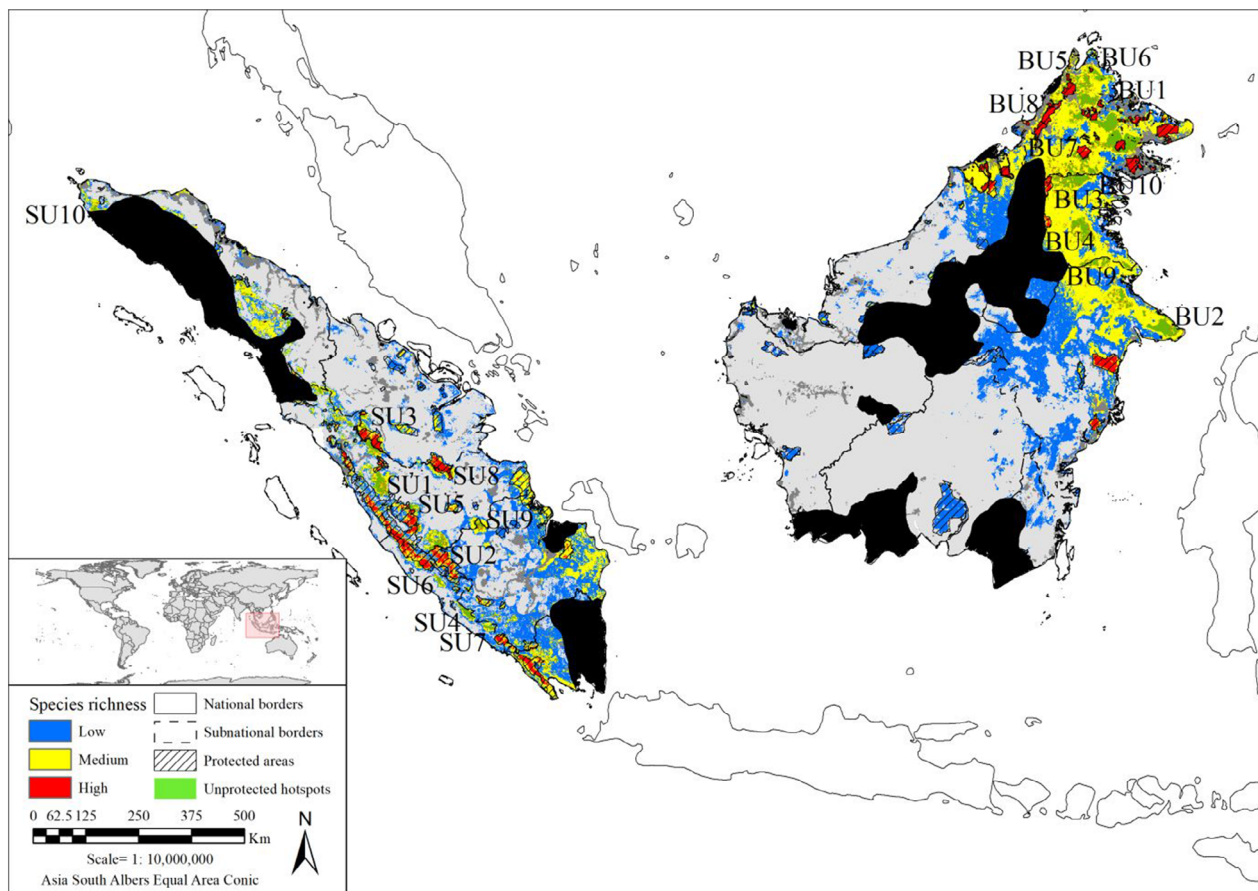 BU5
BU6
BU1
BU8
BU7
BU10
BU3
SU10
BU4
BU9
BU2
SU3
SU8
SU1
SU5
SU9
SU2
SU6
SU4
SU7
Species richness
Low
Medium
High
National borders
Subnational borders
Protected areas
Unprotected hotspots
0 62.5 125 250 375 500
Km
N
Scale= 1: 10,000,000
Asia South Albers Equal Area Conic